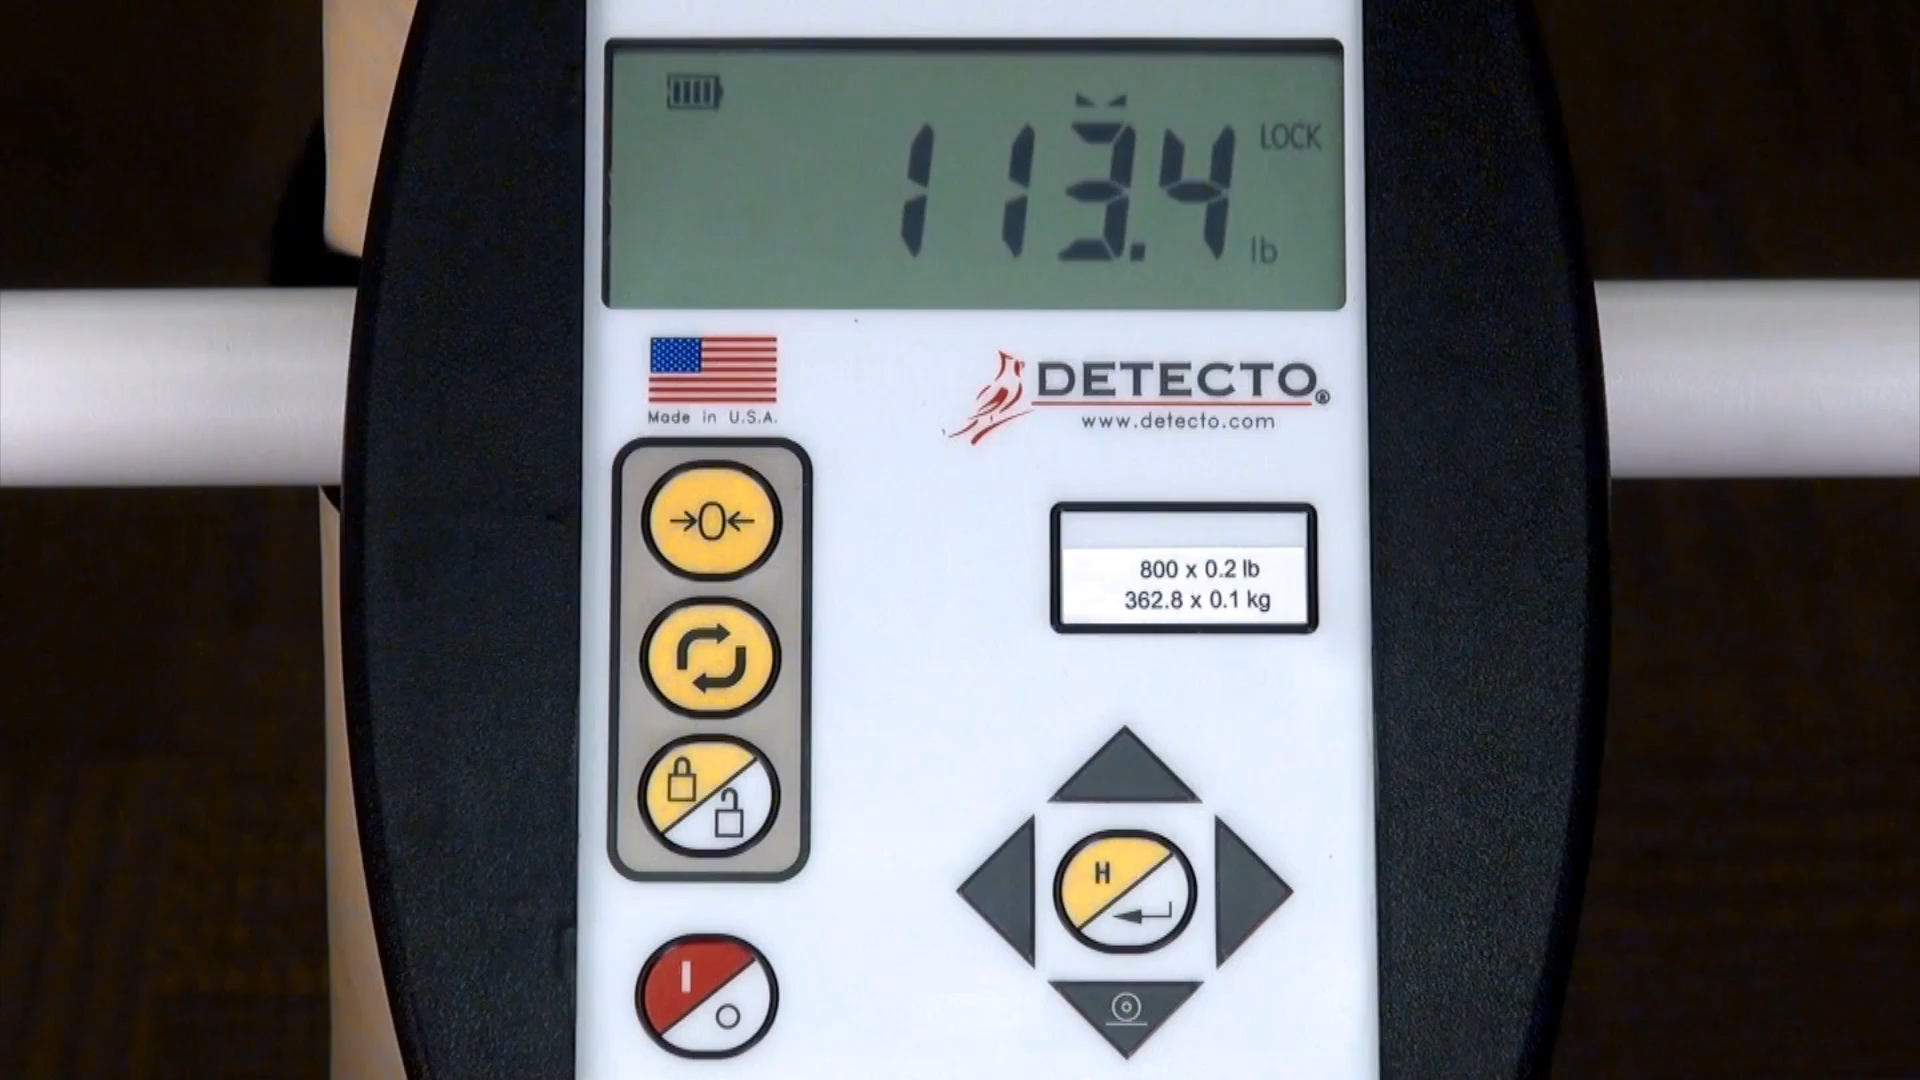 113.4
LOCK
lb
Made in U.S.A.
DETECTO®
www.detecto.com
→0←
800 x 0.2 lb
362.8 x 0.1 kg
H
I
O